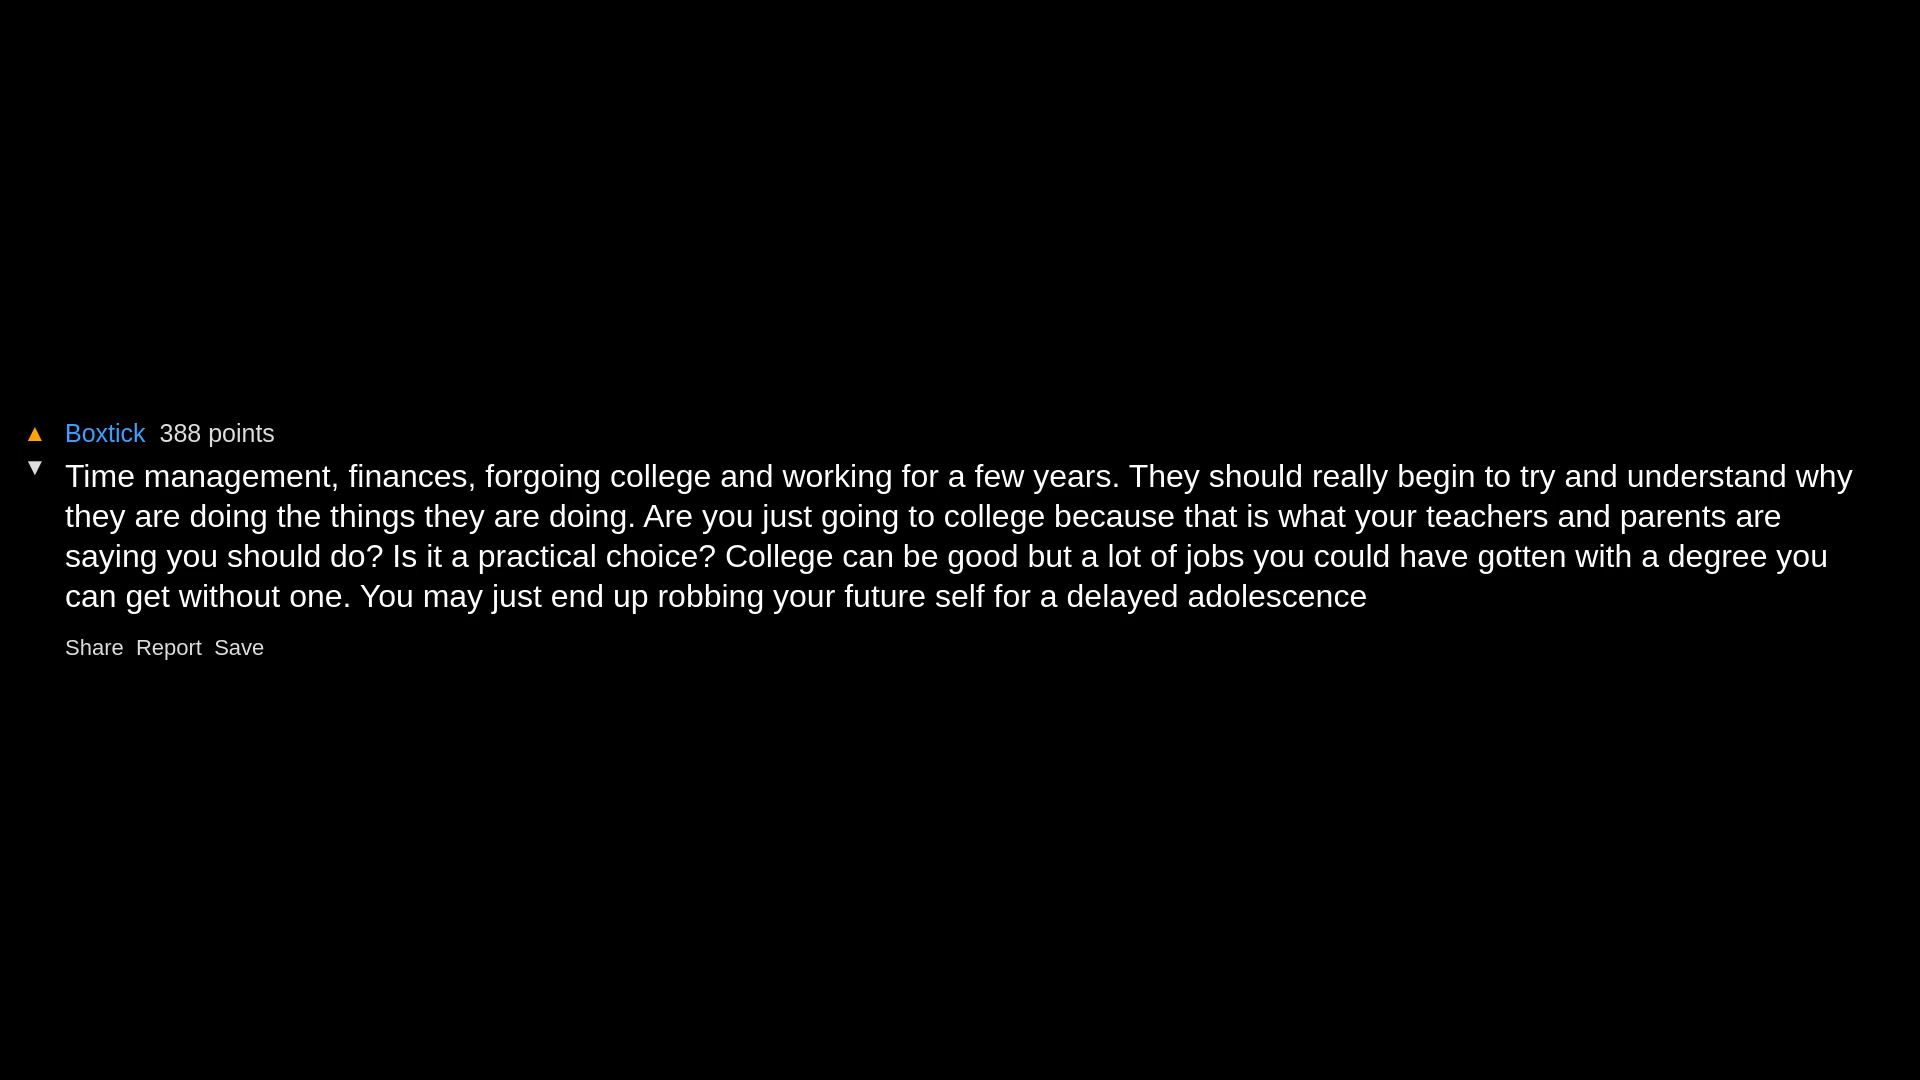 ▲ Boxtick 388 points
▼ Time management, finances, forgoing college and working for a few years. They should really begin to try and understand why
they are doing the things they are doing. Are you just going to college because that is what your teachers and parents are
saying you should do? Is it a practical choice? College can be good but a lot of jobs you could have gotten with a degree you
can get without one. You may just end up robbing your future self for a delayed adolescence
Share Report Save